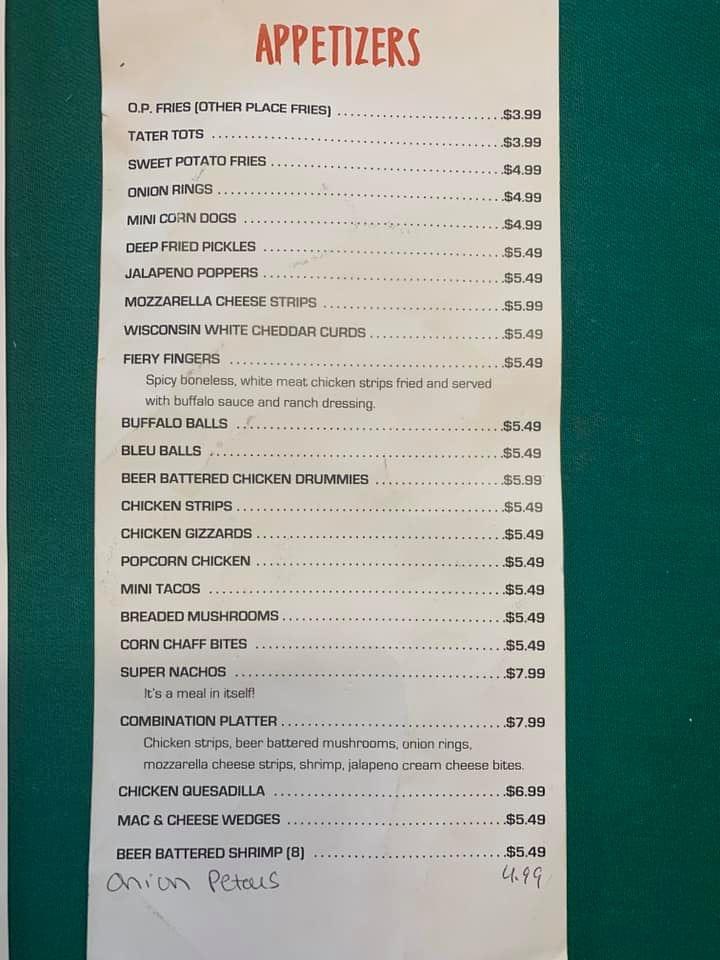 APPETIZERS
O.P. FRIES (OTHER PLACE FRIES) $3.99
TATER TOTS $3.99
SWEET POTATO FRIES $4.99
ONION RINGS $4.99
MINI CORN DOGS $4.99
DEEP FRIED PICKLES $5.49
JALAPENO POPPERS $5.49
MOZZARELLA CHEESE STRIPS $5.99
WISCONSIN WHITE CHEDDAR CURDS $5.49
FIERY FINGERS $5.49
Spicy boneless, white meat chicken strips fried and served
with buffalo sauce and ranch dressing.
BUFFALO BALLS $5.49
BLEU BALLS $5.49
BEER BATTERED CHICKEN DRUMMIES $5.99
CHICKEN STRIPS $5.49
CHICKEN GIZZARDS $5.49
POPCORN CHICKEN $5.49
MINI TACOS $5.49
BREADED MUSHROOMS $5.49
CORN CHAFF BITES $5.49
SUPER NACHOS $7.99
It's a meal in itself!
COMBINATION PLATTER $7.99
Chicken strips, beer battered mushrooms, onion rings,
mozzarella cheese strips, shrimp, jalapeno cream cheese bites.
CHICKEN QUESADILLA $6.99
MAC & CHEESE WEDGES $5.49
BEER BATTERED SHRIMP (8) $5.49
Onion Petals 4.99